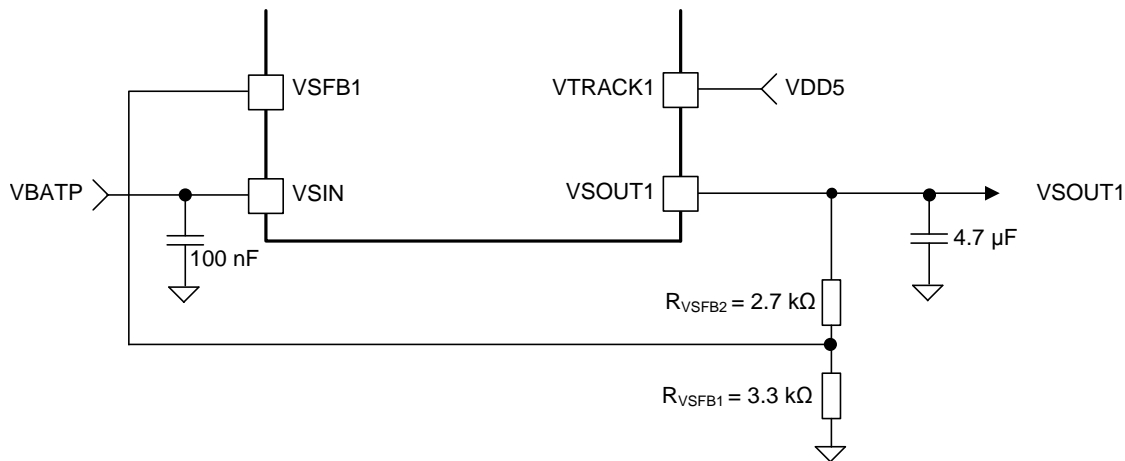 VSFB1
VTRACK1
VDD5
VBATP
VSIN
VSOUT1
VSOUT1
100 nF
4.7 µF
RVSFB2 = 2.7 kΩ
RVSFB1 = 3.3 kΩ